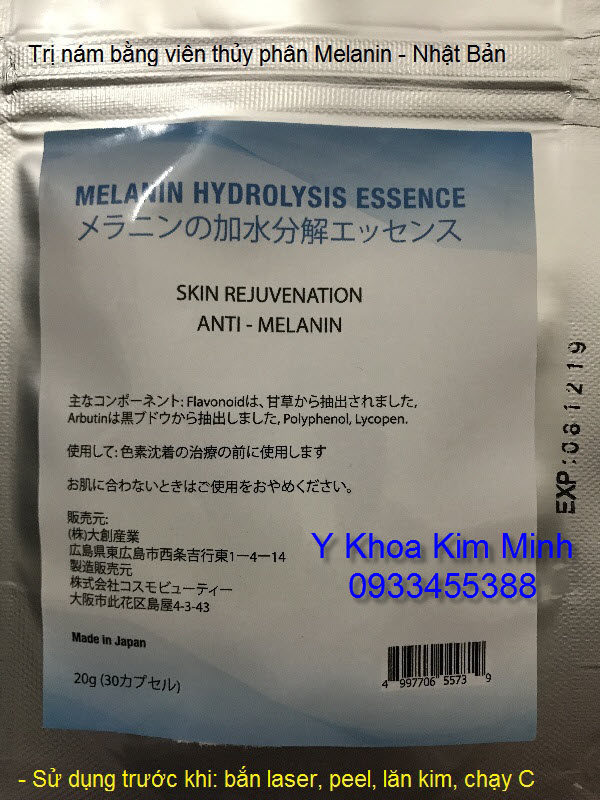 Trị nám bằng viên thủy phân Melanin - Nhật Bản
MELANIN HYDROLYSIS ESSENCE
メラニンの加水分解エッセンス
SKIN REJUVENATION
ANTI - MELANIN
主なコンポーネント: Flavonoidは、甘草から抽出されました,
Arbutinは黒ブドウから抽出しました, Polyphenol, Lycopen.
使用して: 色素沈着の治療の前に使用します
お肌に合わないときはご使用をおやめください。
販売元:
(株)大創産業
広島県東広島市西条吉行東1ー4ー14
製造販売元
株式会社コスモビューティー
大阪市此花区島屋4-3-43
Made in Japan
20g (30カプセル)
EXP:081219
Y Khoa Kim Minh
0933455388
4 997706 5573 9
- Sử dụng trước khi: bắn laser, peel, lăn kim, chạy C